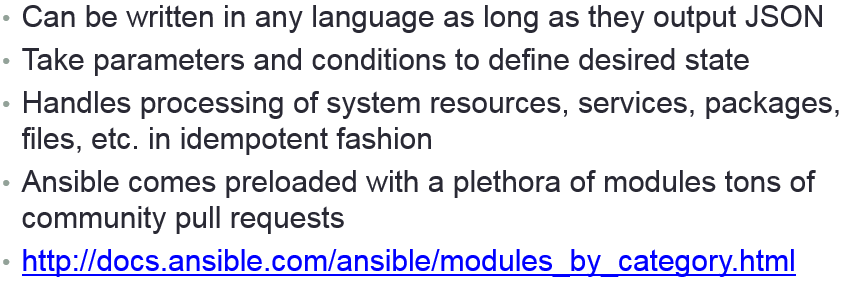 • Can be written in any language as long as they output JSON
• Take parameters and conditions to define desired state
• Handles processing of system resources, services, packages,
files, etc. in idempotent fashion
• Ansible comes preloaded with a plethora of modules tons of
community pull requests
• http://docs.ansible.com/ansible/modules_by_category.html